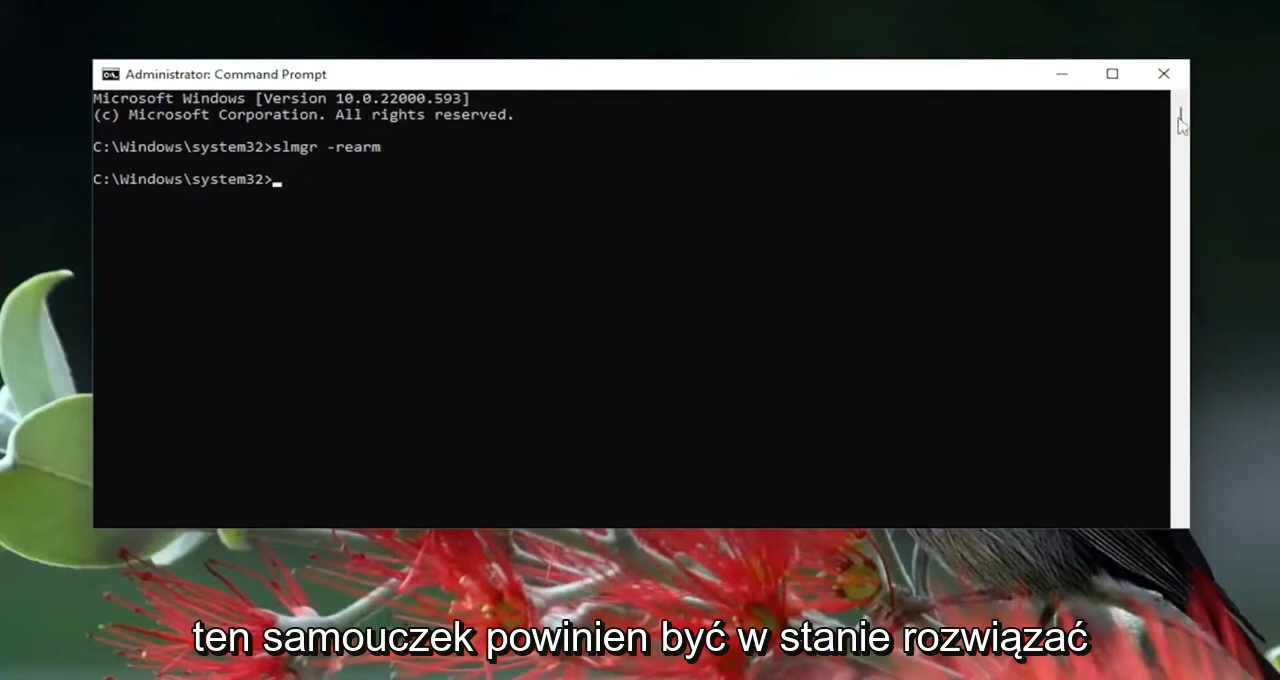 Administrator: Command Prompt
Microsoft Windows [Version 10.0.22000.593]
(c) Microsoft Corporation. All rights reserved.
C:\Windows\system32>slmgr -rearm
C:\Windows\system32>
ten samouczek powinien być w stanie rozwiązać